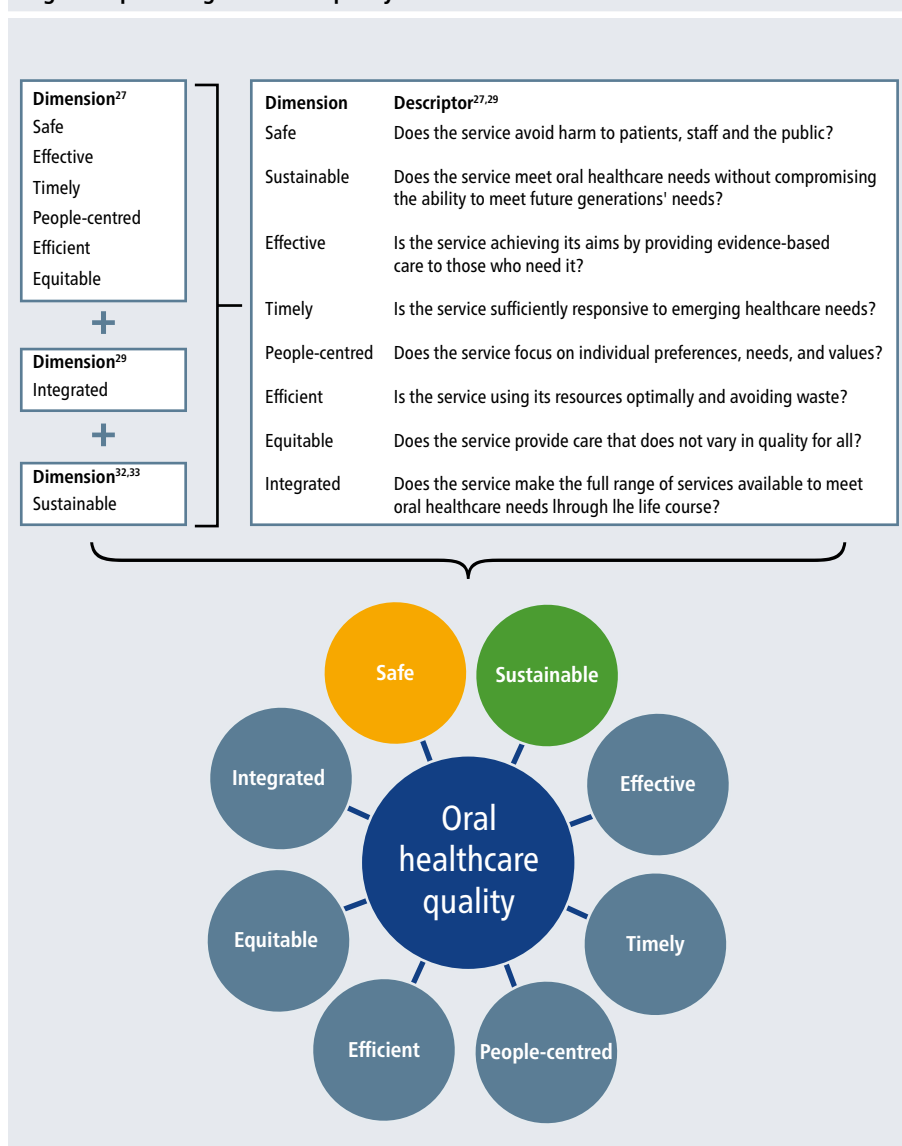 Dimension27
Safe
Effective
Timely
People-centred
Efficient
Equitable
+
Dimension29
Integrated
+
Dimension32,33
Sustainable
Dimension Descriptor27,29
Safe Does the service avoid harm to patients, staff and the public?
Sustainable Does the service meet oral healthcare needs without compromising
the ability to meet future generations' needs?
Effective Is the service achieving its aims by providing evidence-based
care to those who need it?
Timely Is the service sufficiently responsive to emerging healthcare needs?
People-centred Does the service focus on individual preferences, needs, and values?
Efficient Is the service using its resources optimally and avoiding waste?
Equitable Does the service provide care that does not vary in quality for all?
Integrated Does the service make the full range of services available to meet
oral healthcare needs lhrough lhe life course?
Safe
Sustainable
Integrated
Effective
Oral
healthcare
quality
Equitable
Timely
Efficient
People-centred